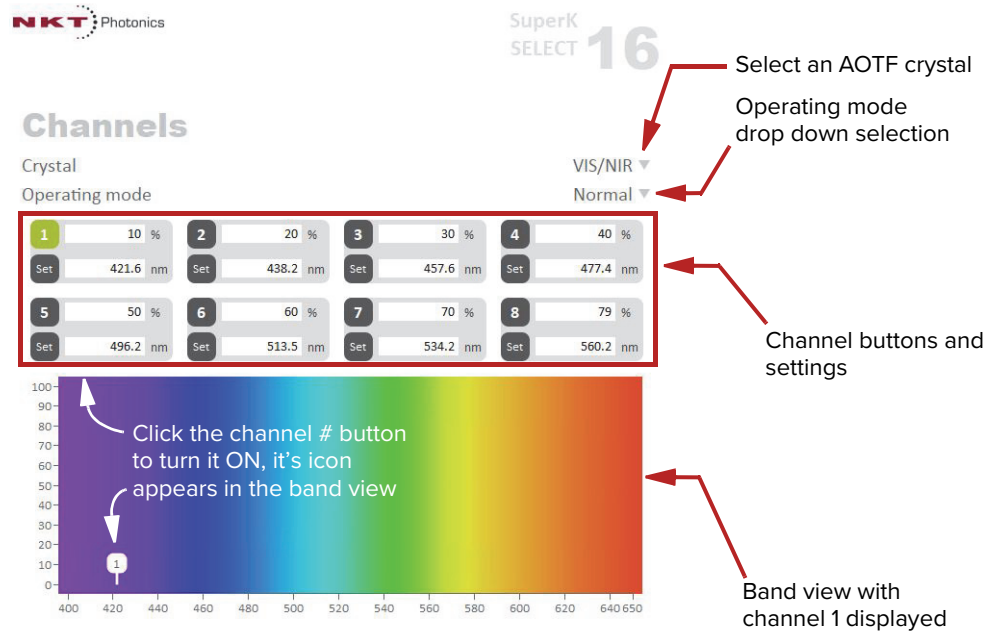 NKT Photonics
SuperK
SELECT 16
Select an AOTF crystal
Operating mode
drop down selection
Channels
Crystal VIS/NIR
Operating mode Normal
1 10 % 2 20 % 3 30 % 4 40 %
Set 421.6 nm Set 438.2 nm Set 457.6 nm Set 477.4 nm
5 50 % 6 60 % 7 70 % 8 79 %
Set 496.2 nm Set 513.5 nm Set 534.2 nm Set 560.2 nm
Channel buttons and
settings
100
90
80
70
60
50
40
30
20
10
0
Click the channel # button
to turn it ON, it's icon
appears in the band view
1
400 420 440 460 480 500 520 540 560 580 600 620 640 650
Band view with
channel 1 displayed